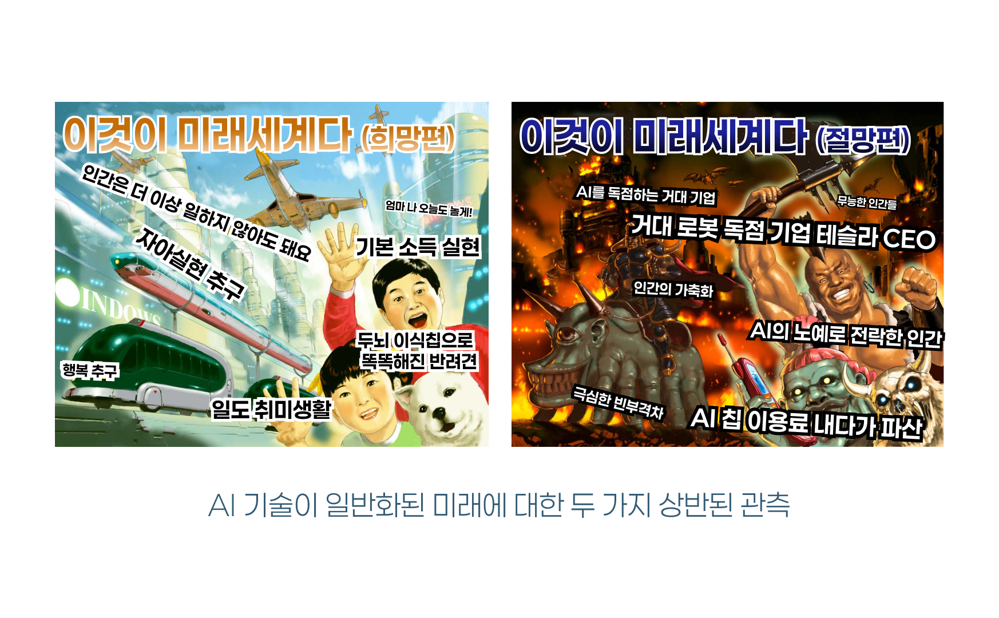 이것이 미래세계다 (희망편)
인간은 더 이상 일하지 않아도 돼요
엄마 나 오늘도 놀게!
자아실현 추구
기본 소득 실현
INDOWS
두뇌 이식칩으로
똑똑해진 반려견
행복 추구
일도 취미생활
이것이 미래세계다 (절망편)
AI를 독점하는 거대 기업
무능한 인간들
거대 로봇 독점 기업 테슬라 CEO
인간의 가축화
AI의 노예로 전락한 인간
극심한 빈부격차
AI 칩 이용료 내다가 파산
AI 기술이 일반화된 미래에 대한 두 가지 상반된 관측